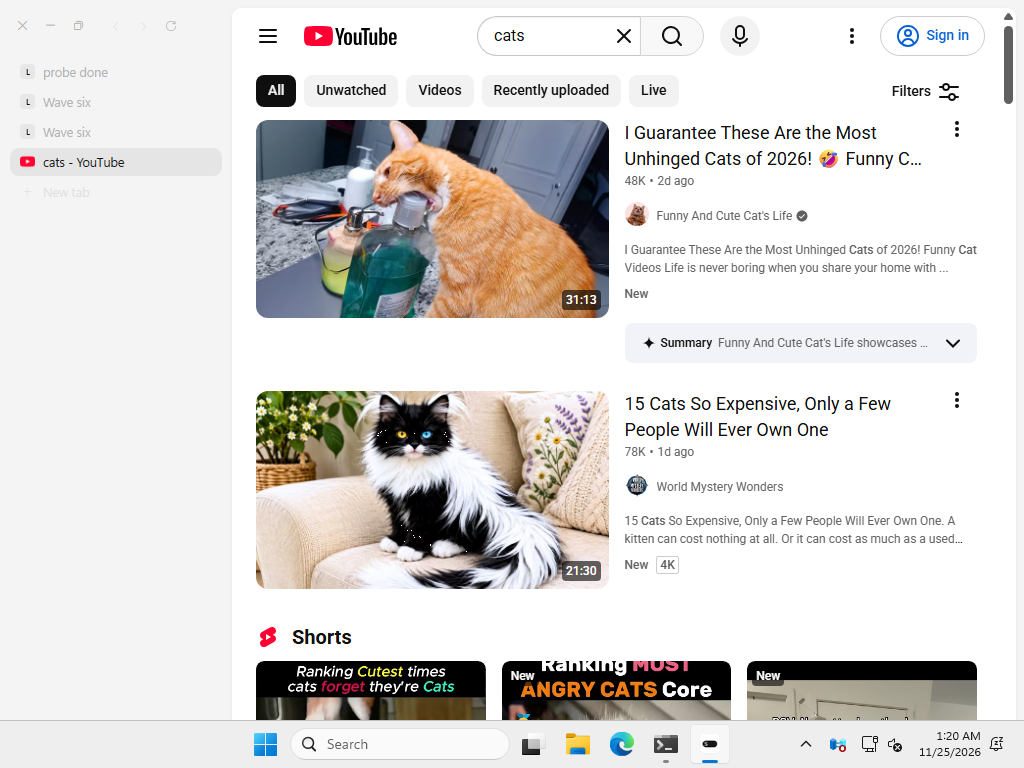 YouTube
cats
Sign in
probe done
Wave six
Wave six
cats - YouTube
New tab
All
Unwatched
Videos
Recently uploaded
Live
Filters
31:13
I Guarantee These Are the Most
Unhinged Cats of 2026! 🤣 Funny C...
48K • 2d ago
Funny And Cute Cat's Life
I Guarantee These Are the Most Unhinged Cats of 2026! Funny Cat
Videos Life is never boring when you share your home with ...
New
Summary Funny And Cute Cat's Life showcases ...
21:30
15 Cats So Expensive, Only a Few
People Will Ever Own One
78K • 1d ago
World Mystery Wonders
15 Cats So Expensive, Only a Few People Will Ever Own One. A
kitten can cost nothing at all. Or it can cost as much as a used...
New 4K
Shorts
Ranking Cutest times
cats forget they're Cats
Ranking MUST
New
ANGRY CATS Core
New
Search
1:20 AM
11/25/2026